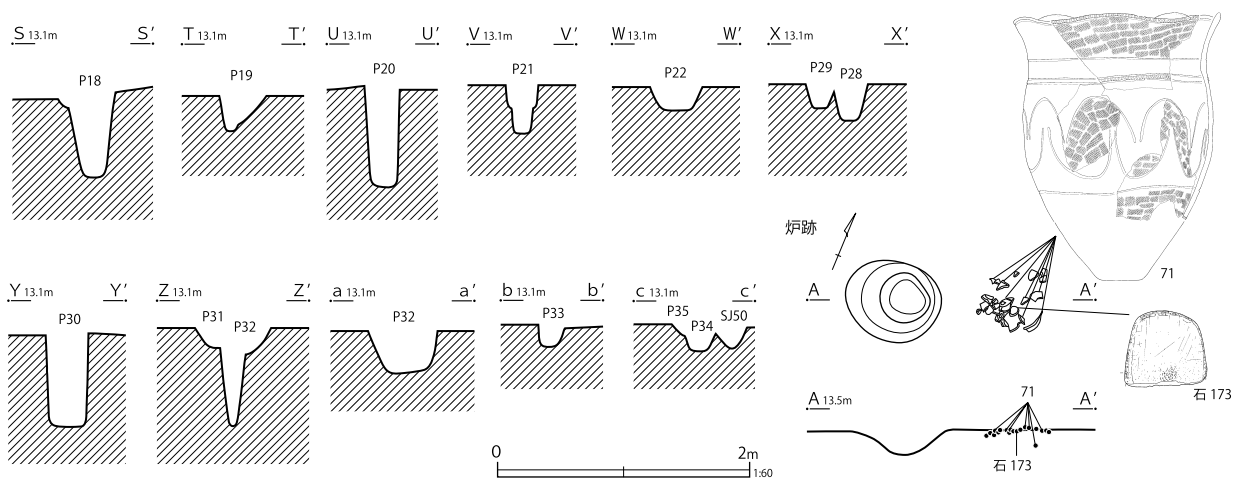 S 13.1m S′
P18
T 13.1m T′
P19
U 13.1m U′
P20
V 13.1m V′
P21
W 13.1m W′
P22
X 13.1m X′
P29 P28
71
炉跡
A A′
石 173
Y 13.1m Y′
P30
Z 13.1m Z′
P31
P32
a 13.1m a′
P32
b 13.1m b′
P33
c 13.1m c′
P35
P34
SJ50
A 13.5m 71 A′
石 173
0 2m
1:60